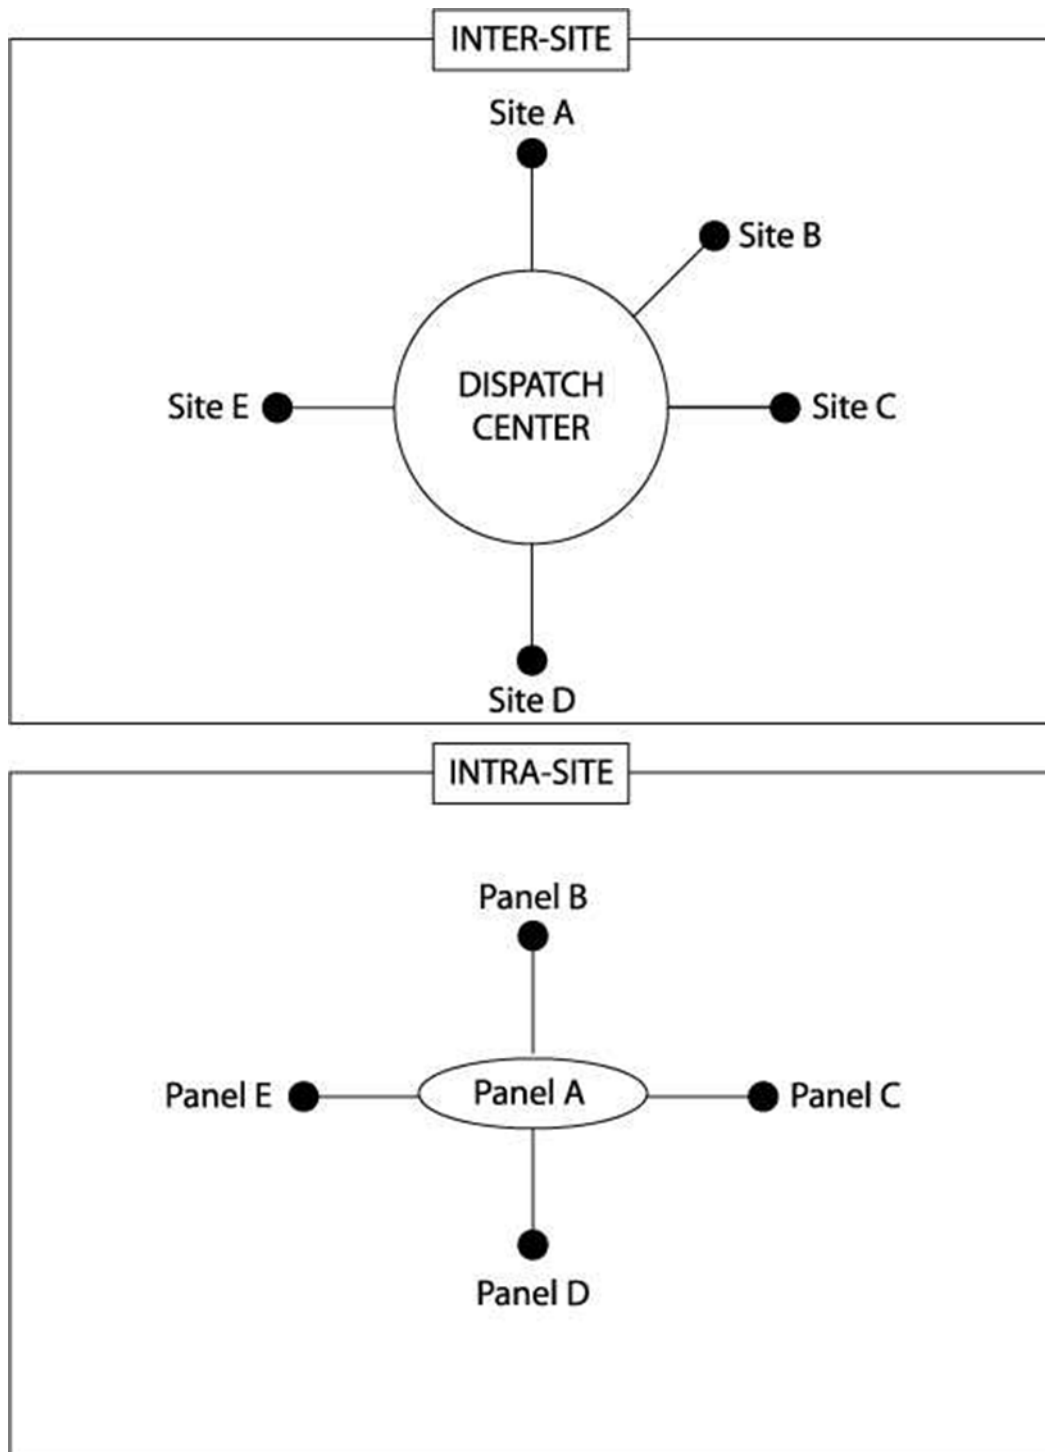 INTER-SITE
Site A
Site B
DISPATCH
CENTER
Site E
Site C
Site D
INTRA-SITE
Panel B
Panel E
Panel A
Panel C
Panel D